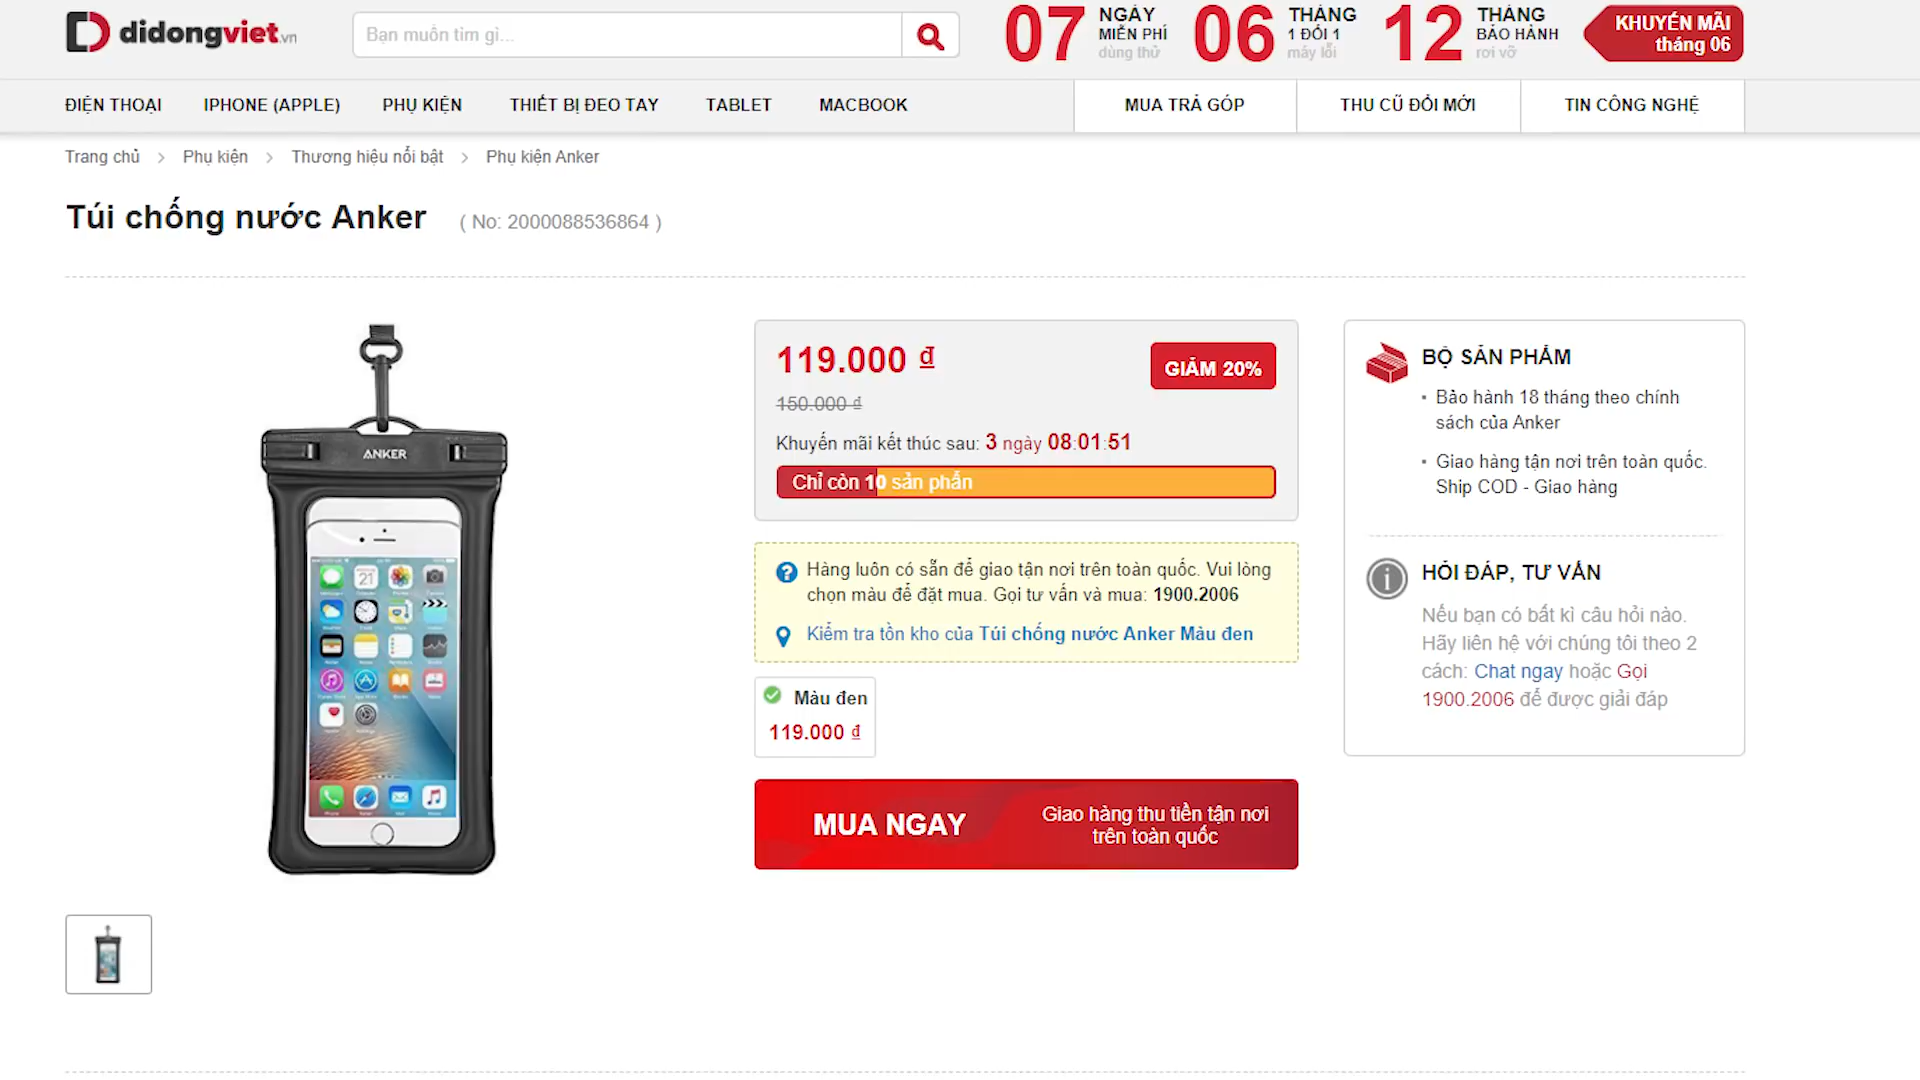 didongviet.vn
Bạn muốn tìm gì...
07 NGÀY MIỄN PHÍ dùng thử
06 THÁNG 1 ĐỔI 1 máy lỗi
12 THÁNG BẢO HÀNH rơi vỡ
KHUYẾN MÃI
tháng 06
ĐIỆN THOẠI IPHONE (APPLE) PHỤ KIỆN THIẾT BỊ ĐEO TAY TABLET MACBOOK MUA TRẢ GÓP THU CŨ ĐỔI MỚI TIN CÔNG NGHỆ
Trang chủ > Phụ kiện > Thương hiệu nổi bật > Phụ kiện Anker
Túi chống nước Anker ( No: 2000088536864 )
ANKER
21
119.000 ₫
GIẢM 20%
150.000 ₫
Khuyến mãi kết thúc sau: 3 ngày 08:01:51
Chỉ còn 10 sản phẩn
Hàng luôn có sẵn để giao tận nơi trên toàn quốc. Vui lòng
chọn màu để đặt mua. Gọi tư vấn và mua: 1900.2006
Kiểm tra tồn kho của Túi chống nước Anker Màu đen
Màu đen
119.000 ₫
MUA NGAY
Giao hàng thu tiền tận nơi
trên toàn quốc
BỘ SẢN PHẨM
Bảo hành 18 tháng theo chính
sách của Anker
Giao hàng tận nơi trên toàn quốc.
Ship COD - Giao hàng
HỎI ĐÁP, TƯ VẤN
Nếu bạn có bất kì câu hỏi nào.
Hãy liên hệ với chúng tôi theo 2
cách: Chat ngay hoặc Gọi
1900.2006 để được giải đáp